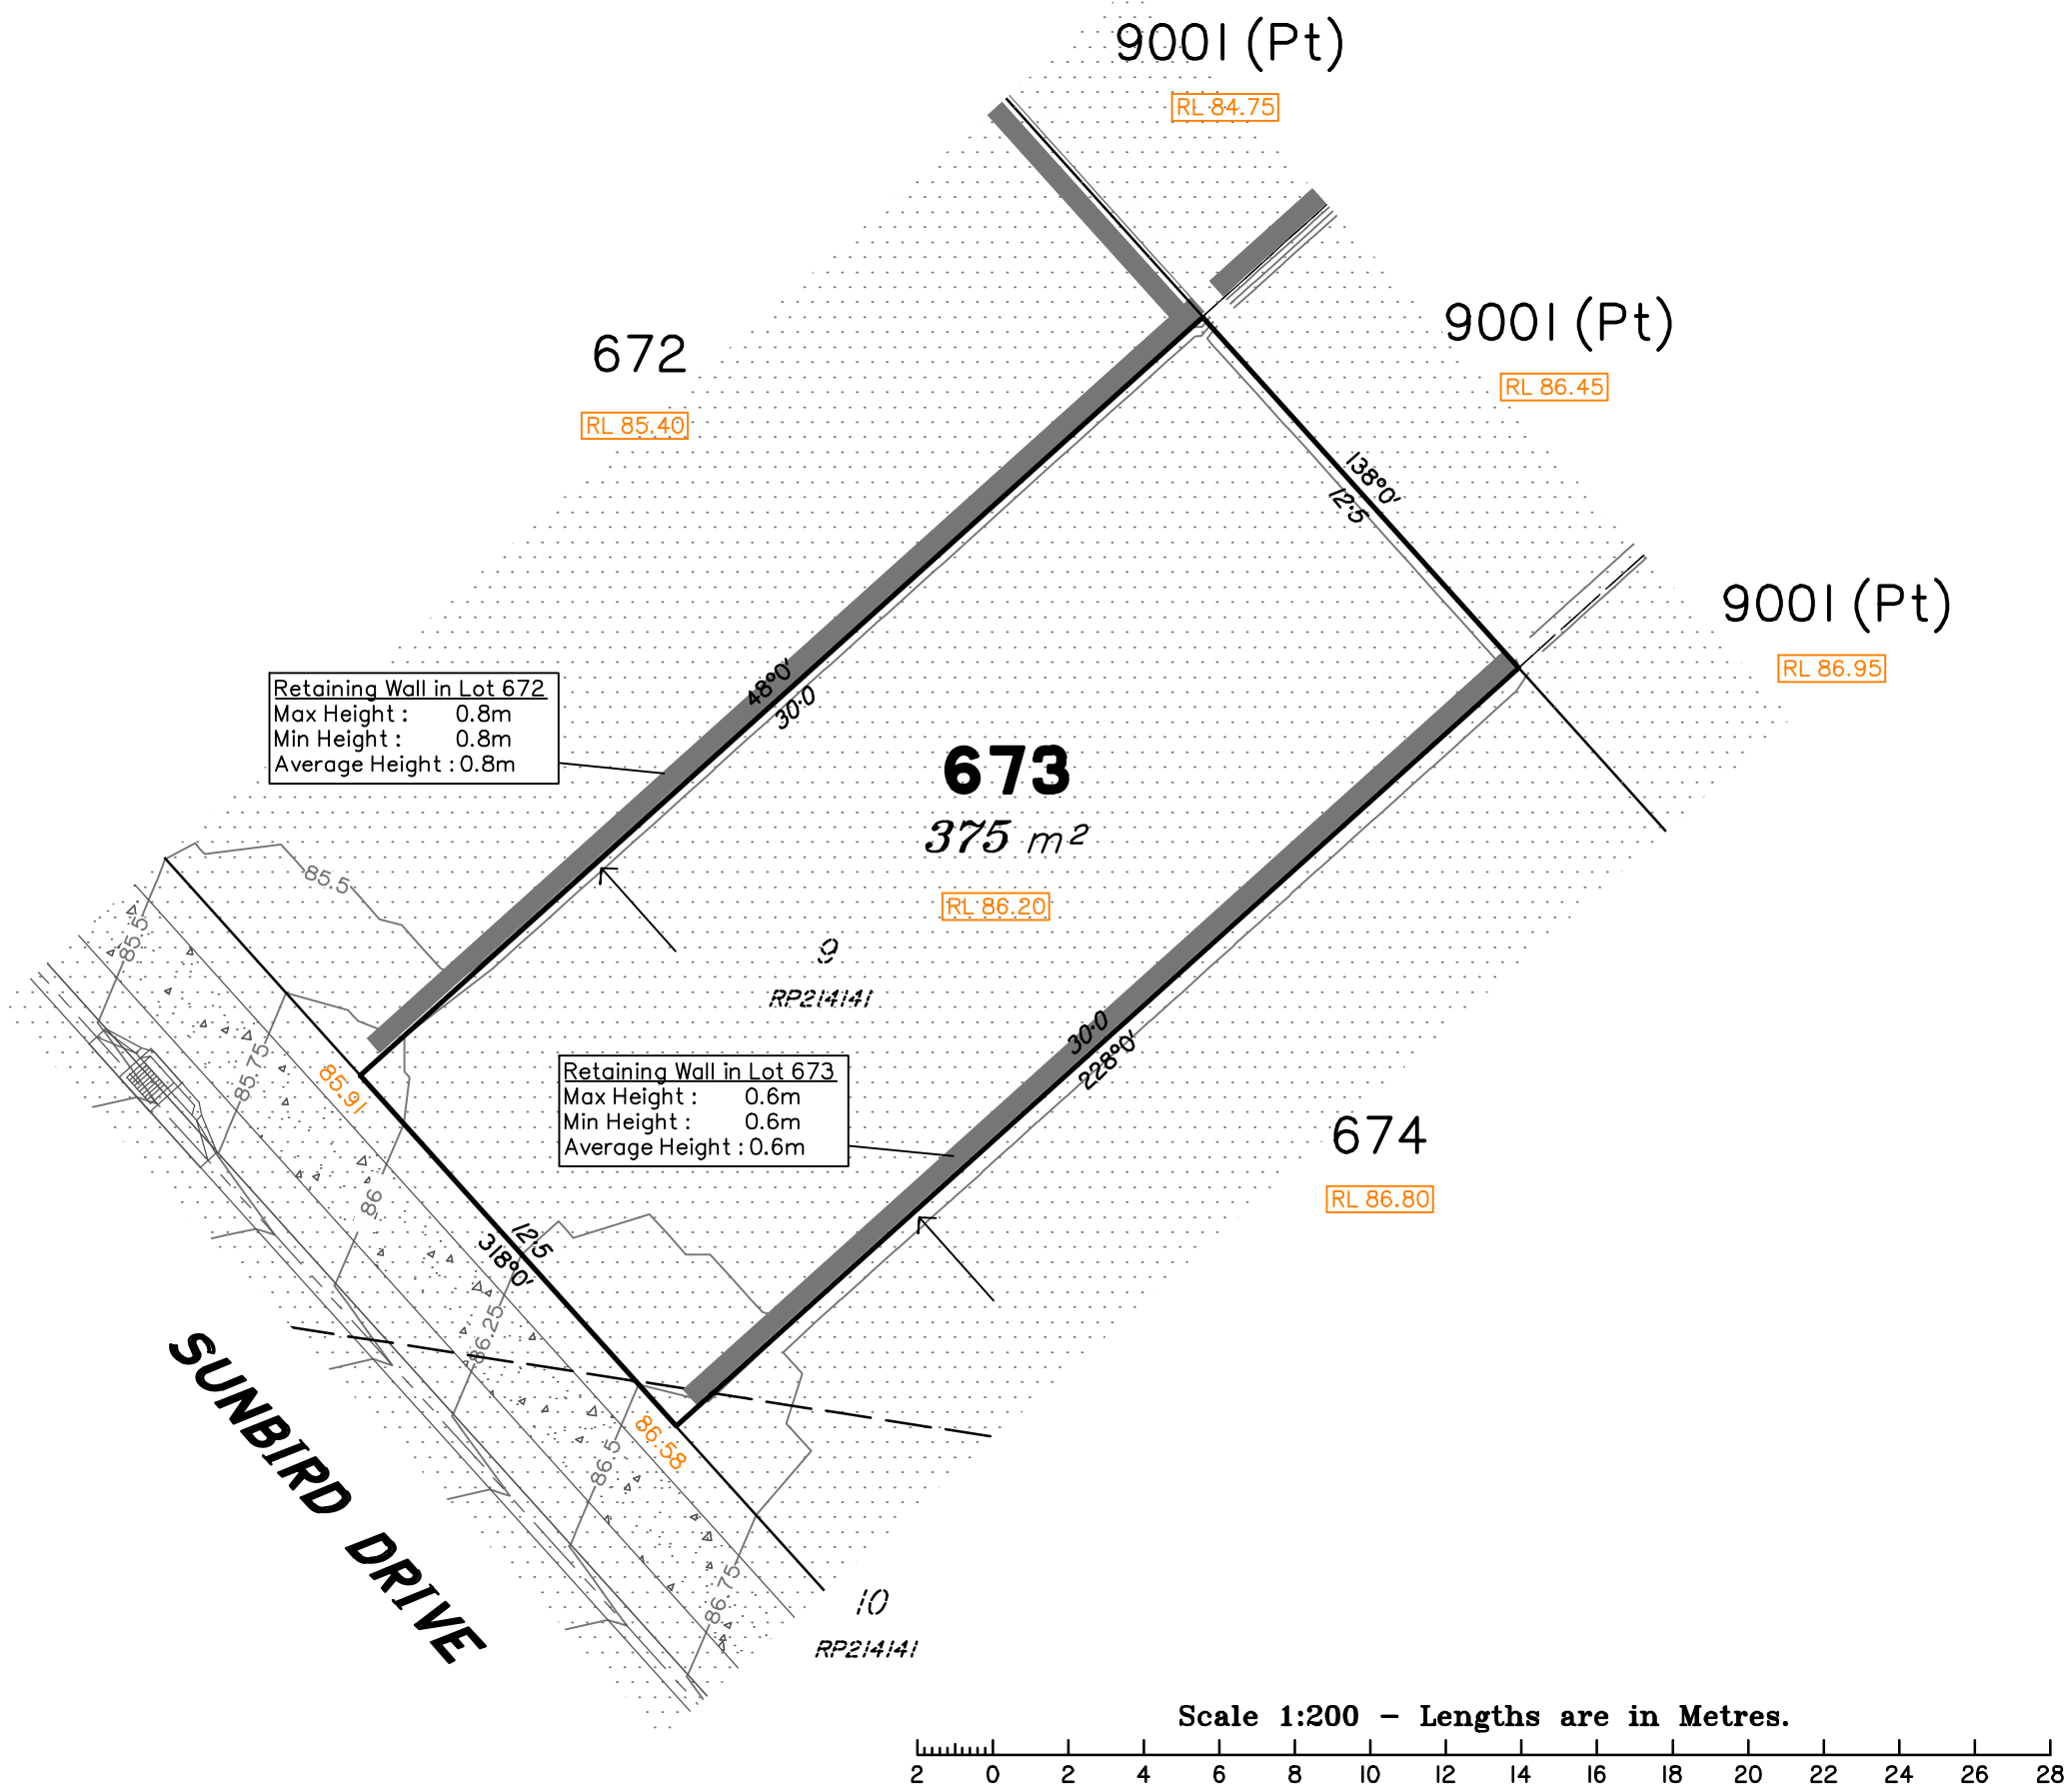 9001 (Pt)
RL 84.75
9001 (Pt)
RL 86.45
672
RL 85.40
138°0'
12·5
9001 (Pt)
RL 86.95
48°0'
30·0
Retaining Wall in Lot 672
Max Height : 0.8m
Min Height : 0.8m
Average Height : 0.8m
673
375 m²
RL 86.20
85.5
85.5
9
RP214141
30·0
228°0'
85.75
85.91
Retaining Wall in Lot 673
Max Height : 0.6m
Min Height : 0.6m
Average Height : 0.6m
674
RL 86.80
86
12·5
318°0'
86.25
86.58
86.5
SUNBIRD DRIVE
86.75
10
RP214141
Scale 1:200 – Lengths are in Metres.
2 0 2 4 6 8 10 12 14 16 18 20 22 24 26 28